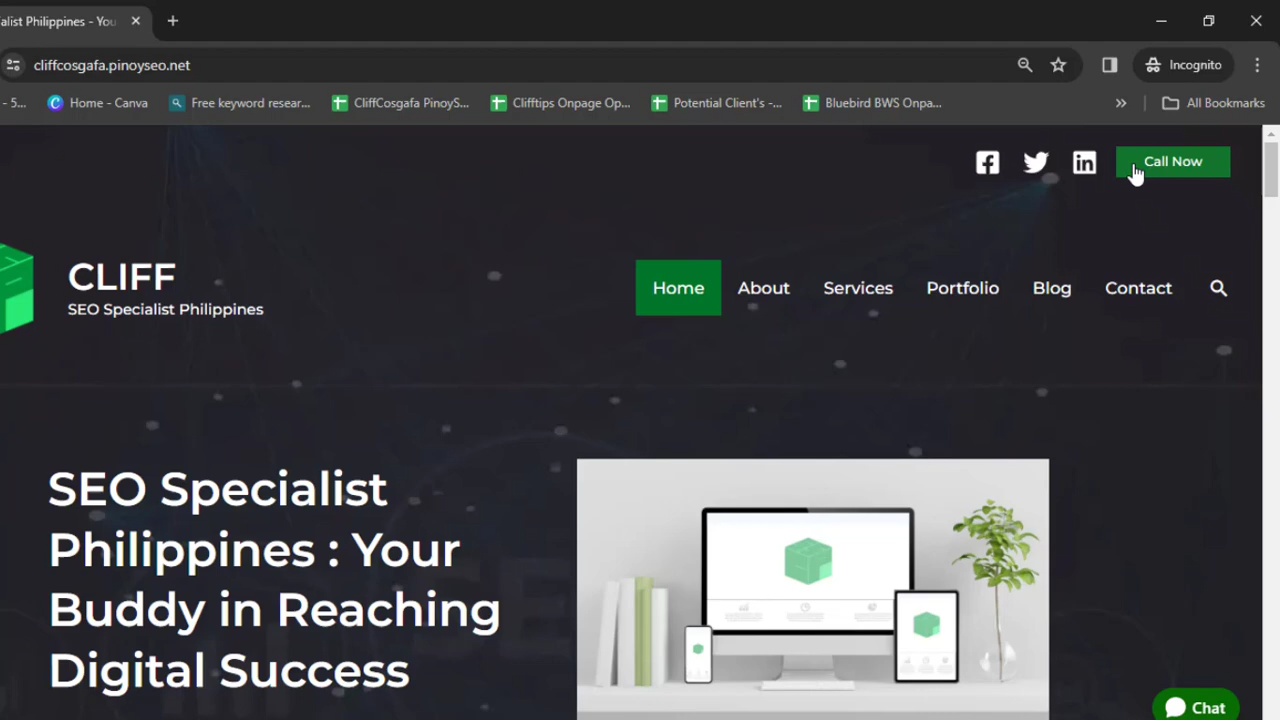 alist Philippines - You
cliffcosgafa.pinoyseo.net
Incognito
- 5...
Home - Canva
Free keyword resear...
CliffCosgafa PinoyS...
Clifftips Onpage Op...
Potential Client's -...
Bluebird BWS Onpa...
All Bookmarks
Call Now
CLIFF
SEO Specialist Philippines
Home
About
Services
Portfolio
Blog
Contact
SEO Specialist
Philippines : Your
Buddy in Reaching
Digital Success
Chat